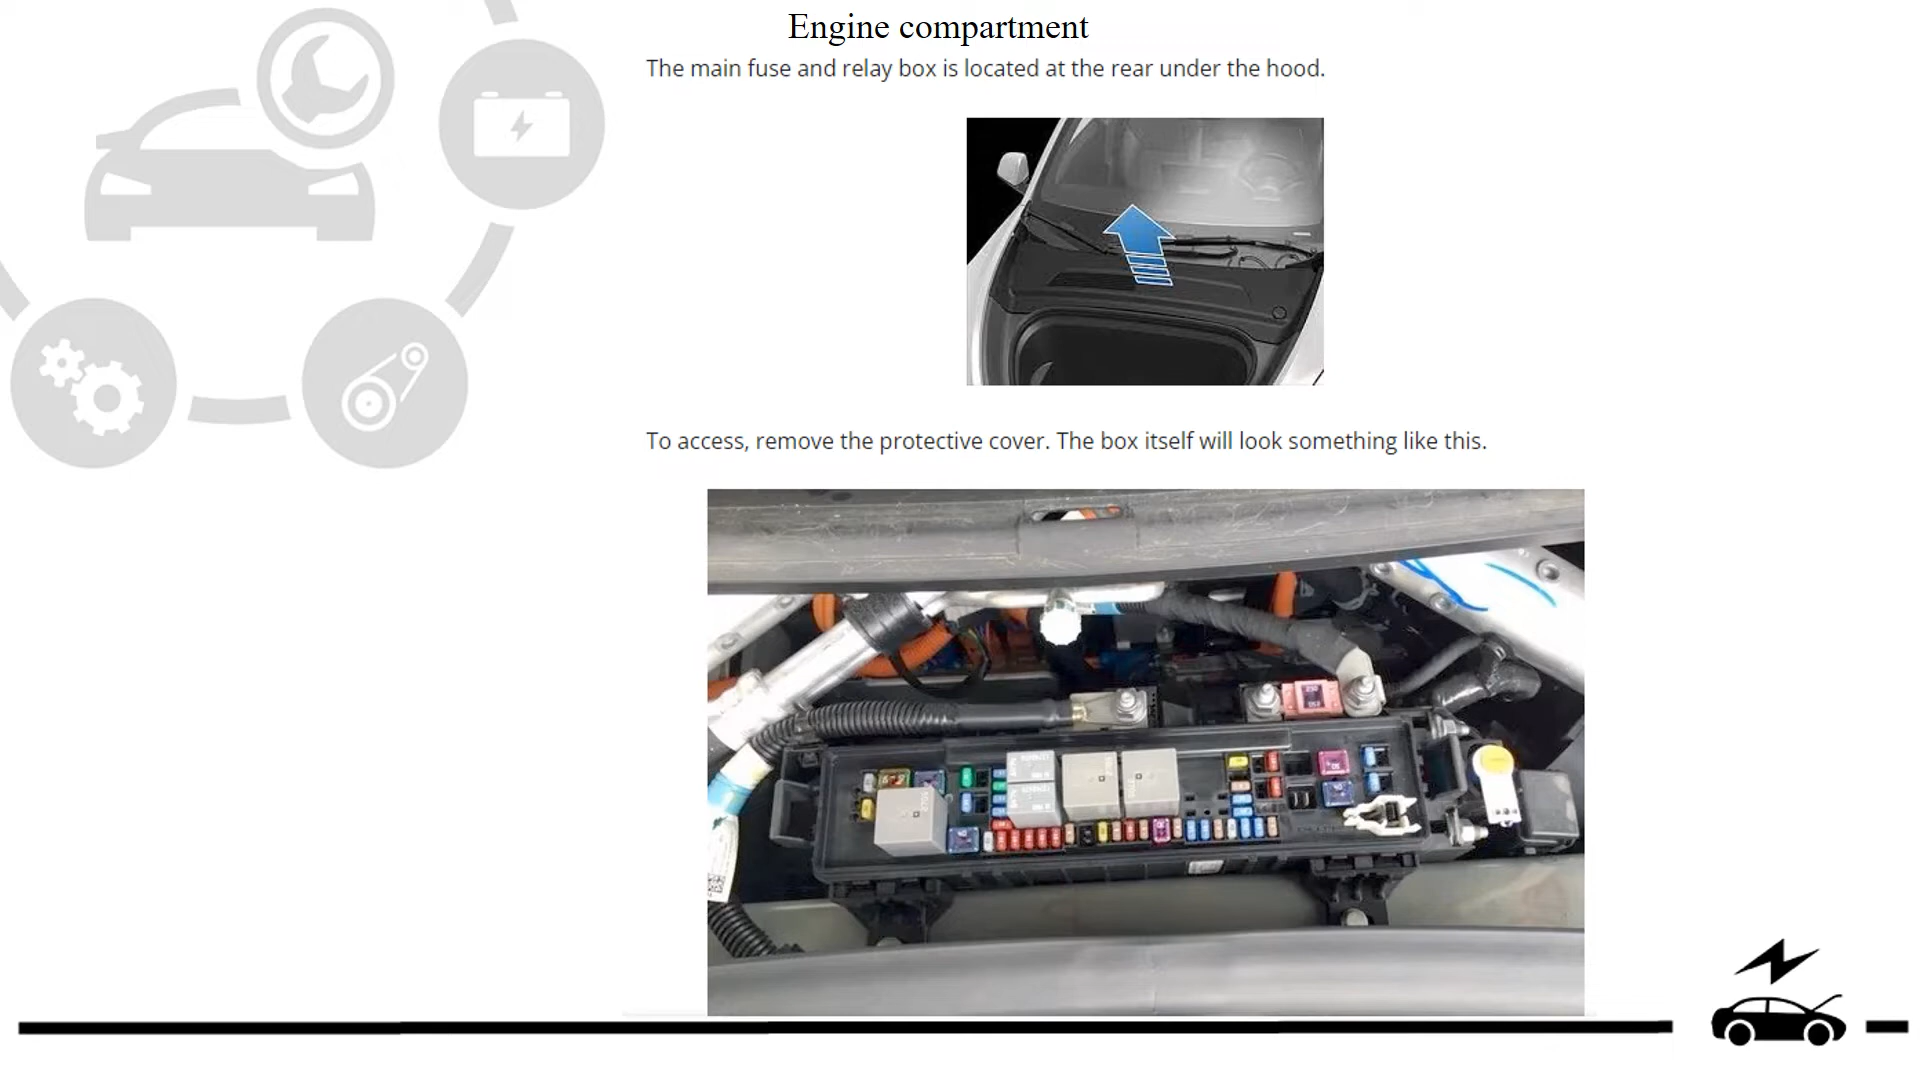 Engine compartment
The main fuse and relay box is located at the rear under the hood.
To access, remove the protective cover. The box itself will look something like this.